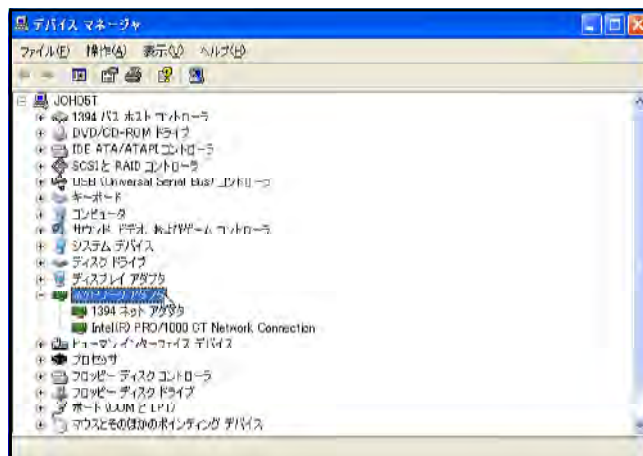 デバイス マネージャ
ファイル(F) 操作(A) 表示(V) ヘルプ(H)
JOHO5T
1394 バス ホスト コントローラ
DVD/CD-ROM ドライブ
IDE ATA/ATAPI コントローラ
SCSI と RAID コントローラ
USB (Universal Serial Bus) コントローラ
キーボード
コンピュータ
サウンド、ビデオ、およびゲーム コントローラ
システム デバイス
ディスク ドライブ
ディスプレイ アダプタ
ネットワーク アダプタ
1394 ネット アダプタ
Intel(R) PRO/1000 CT Network Connection
ヒューマン インターフェイス デバイス
プロセッサ
フロッピー ディスク コントローラ
フロッピー ディスク ドライブ
ポート (COM と LPT)
マウスとそのほかのポインティング デバイス